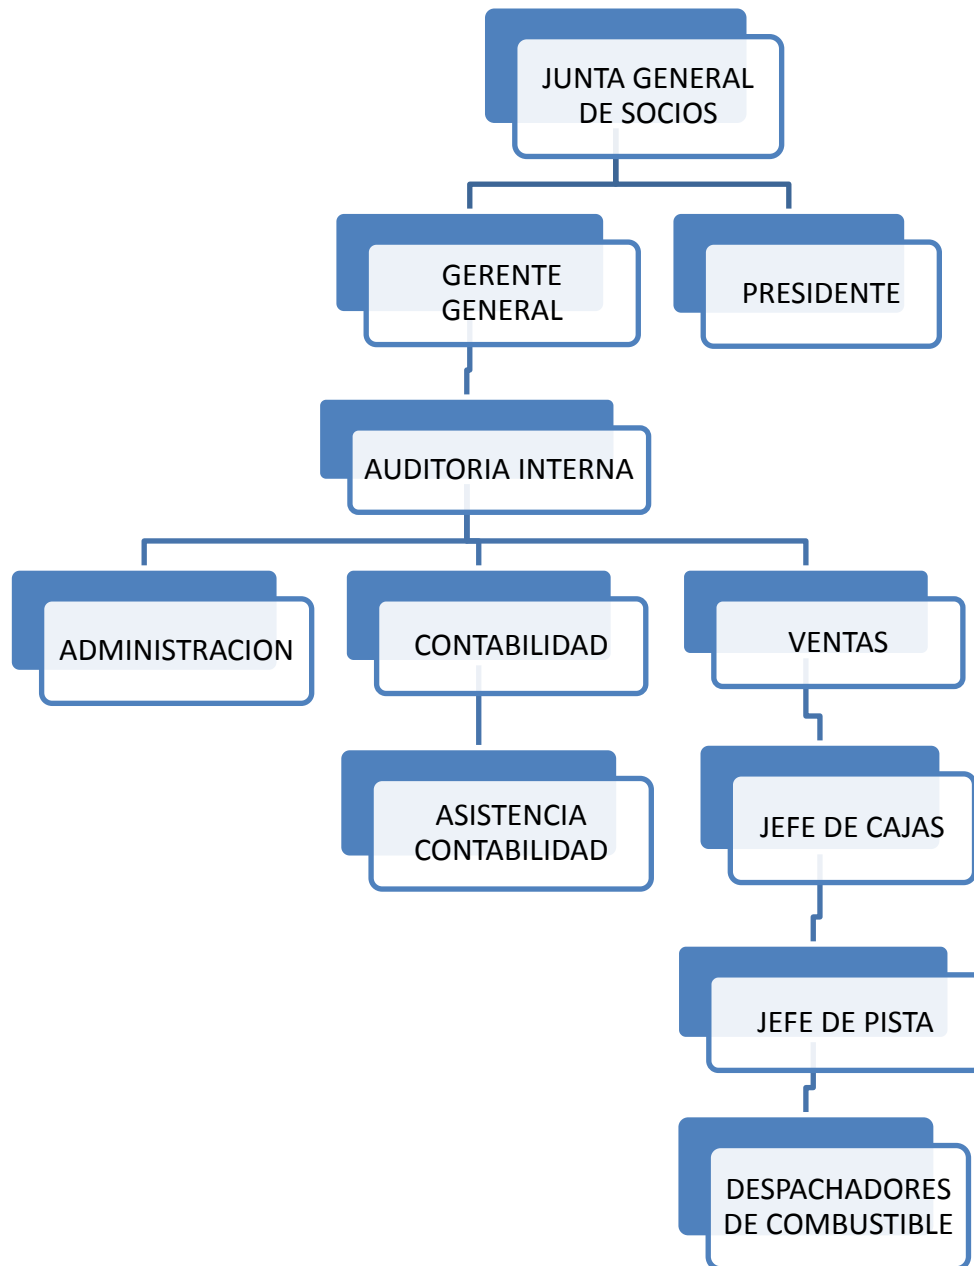 JUNTA GENERAL
DE SOCIOS
GERENTE
GENERAL
PRESIDENTE
AUDITORIA INTERNA
ADMINISTRACION
CONTABILIDAD
VENTAS
ASISTENCIA
CONTABILIDAD
JEFE DE CAJAS
JEFE DE PISTA
DESPACHADORES
DE COMBUSTIBLE